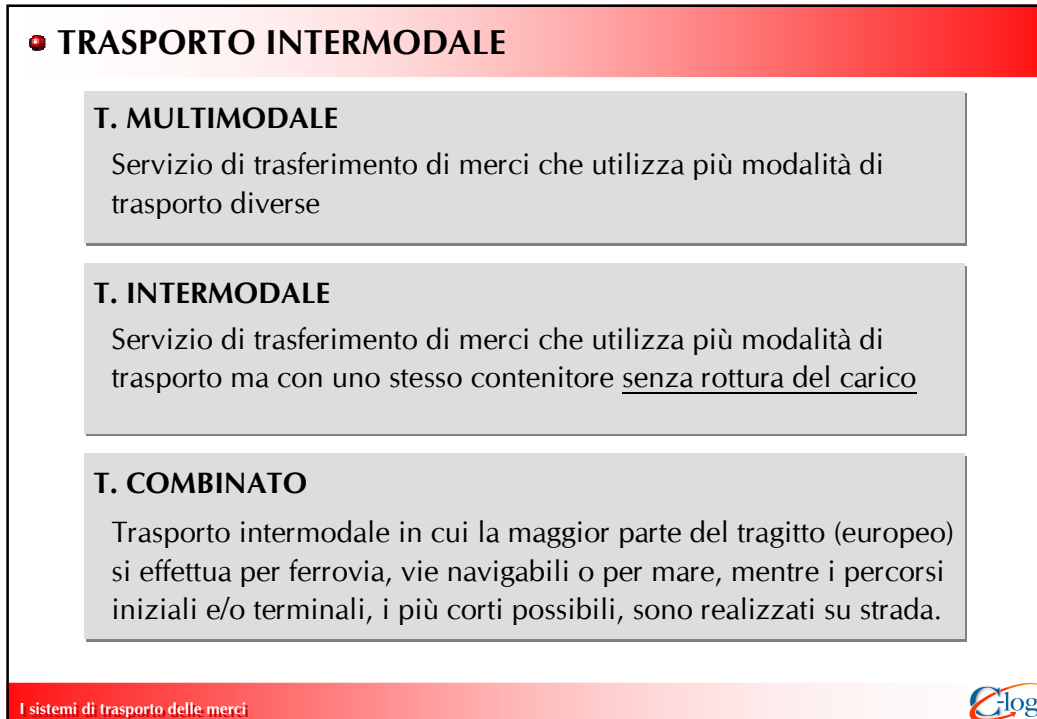 TRASPORTO INTERMODALE
T. MULTIMODALE
Servizio di trasferimento di merci che utilizza più modalità di
trasporto diverse
T. INTERMODALE
Servizio di trasferimento di merci che utilizza più modalità di
trasporto ma con uno stesso contenitore senza rottura del carico
T. COMBINATO
Trasporto intermodale in cui la maggior parte del tragitto (europeo)
si effettua per ferrovia, vie navigabili o per mare, mentre i percorsi
iniziali e/o terminali, i più corti possibili, sono realizzati su strada.
I sistemi di trasporto delle merci
C-log